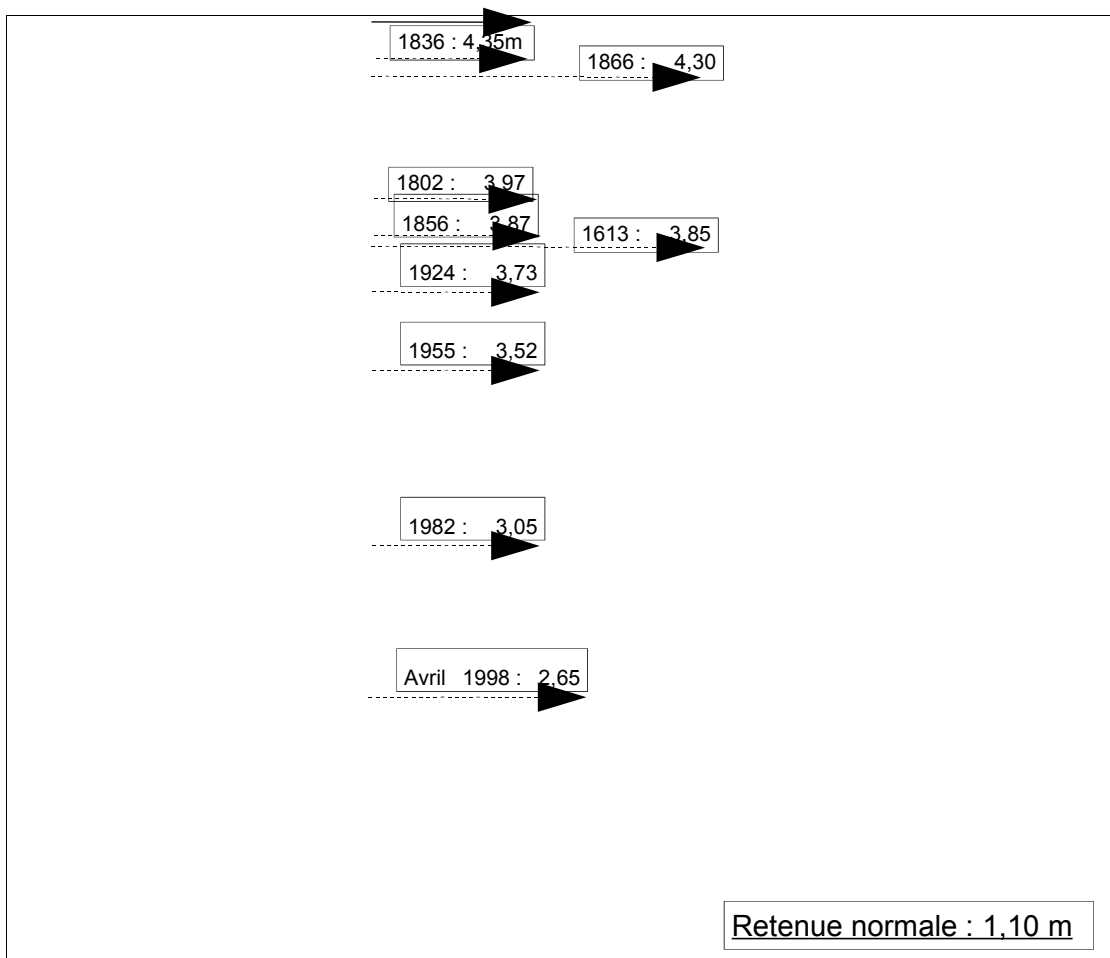 1836 : 4,35m
1866 : 4,30
1802 : 3,97
1856 : 3,87
1613 : 3,85
1924 : 3,73
1955 : 3,52
1982 : 3,05
Avril 1998 : 2,65
Retenue normale : 1,10 m